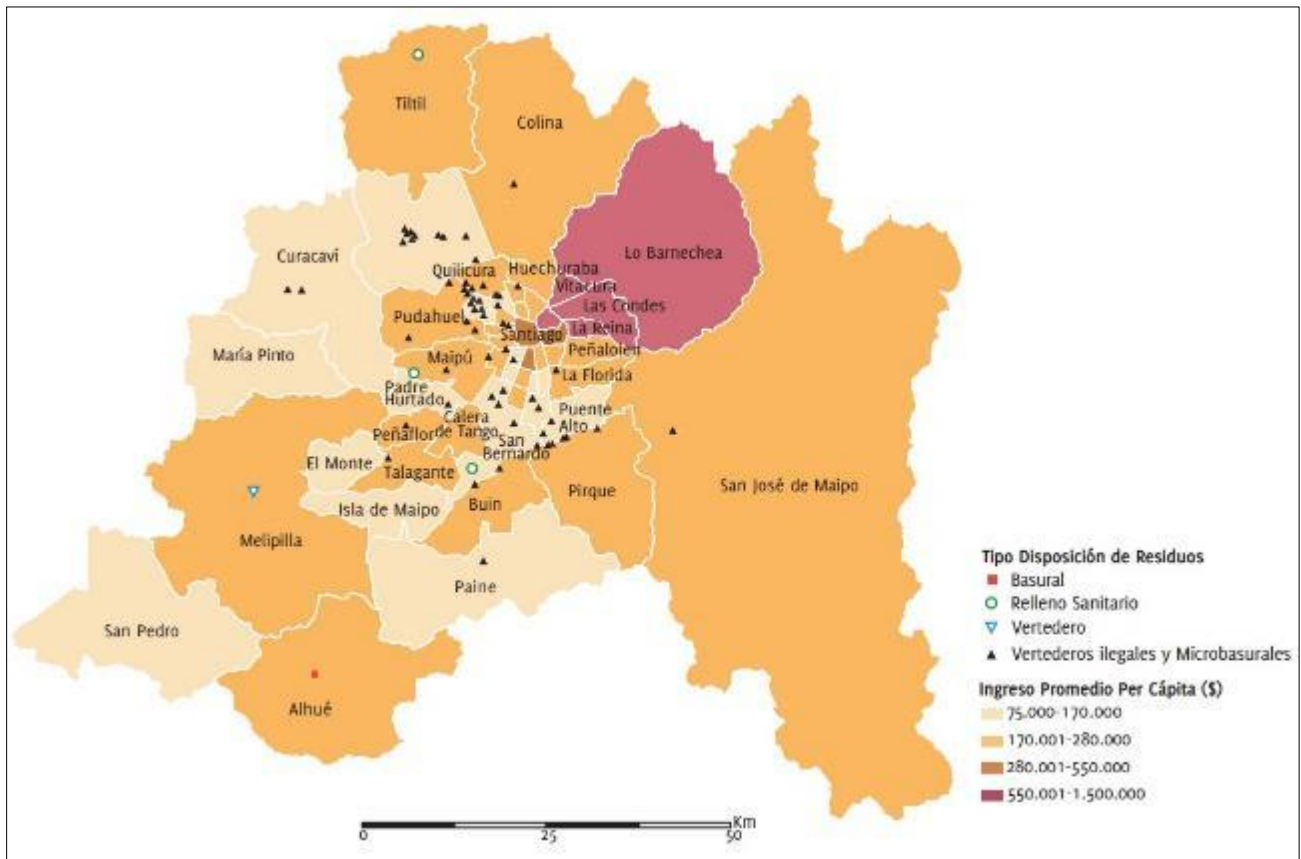 Tiltil
Colina
Curacaví
Lo Barnechea
Quilicura
Huechuraba
Vitacura
Las Condes
Pudahuel
Santiago
La Reina
María Pinto
Maipú
Peñaloléń
La Florida
Padre
Hurtado
Calera
de Tango
Puente
Alto
Peñaflor
San
Bernardo
El Monte
Talagante
Pirque
San José de Maipo
Isla de Maipo
Buin
Melipilla
Paine
San Pedro
Alhué
Tipo Disposición de Residuos
Basural
Relleno Sanitario
Vertedero
Vertederos ilegales y Microbasurales
Ingreso Promedio Per Cápita ($)
75.000-170.000
170.001-280.000
280.001-550.000
550.001-1.500.000
Km
0 25 50